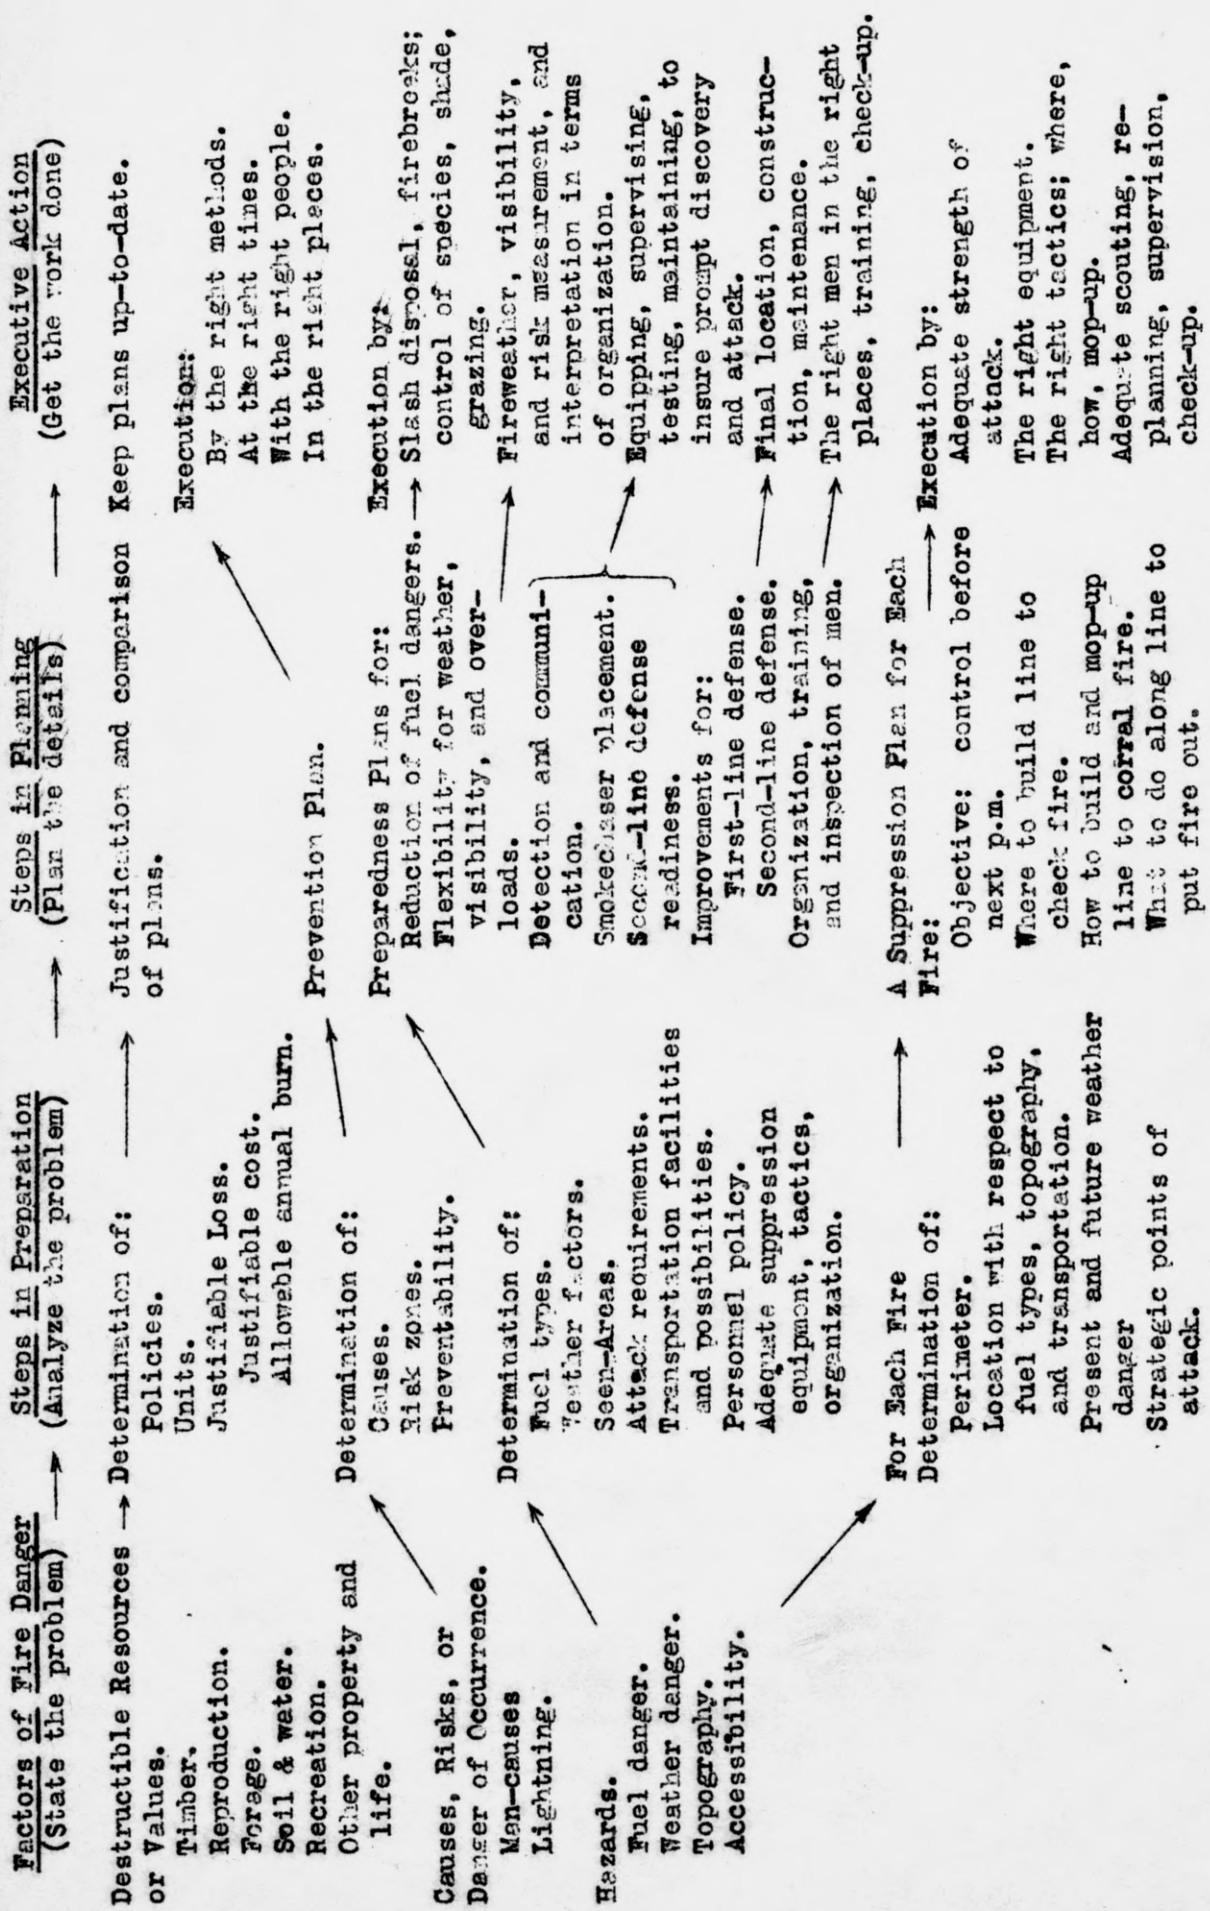 Factors of Fire Danger
(State the problem) →
Destructible Resources →
or Values.
Timber.
Reproduction.
Forage.
Soil & water.
Recreation.
Other property and
life.
Causes, Risks, or
Danger of Occurrence.
Man-causes
Lightning.
Hazards.
Fuel danger.
Weather danger.
Topography.
Accessibility.
Steps in Preparation
(Analyze the problem) →
Determination of: →
Policies.
Units.
Justifiable Loss.
Justifiable cost.
Allowable annual burn.
Determination of:
Causes.
Risk zones.
Preventability.
Determination of:
Fuel types.
Weather factors.
Seen-Areas.
Attack requirements.
Transportation facilities
and possibilities.
Personnel policy.
Adequate suppression
equipment, tactics,
organization.
For Each Fire →
Determination of:
Perimeter.
Location with respect to
fuel types, topography,
and transportation.
Present and future weather
danger
Strategic points of
attack.
Steps in Planning
(Plan the details) →
Justification and comparison
of plans.
Prevention Plan.
Preparedness Plans for:
Reduction of fuel dangers. →
Flexibility for weather,
visibility, and over-
loads.
Detection and communi-
cation.
Smokechaser placement.
Second-line defense
readiness.
Improvements for:
First-line defense.
Second-line defense. →
Organization, training,
and inspection of men. →
A Suppression Plan for Each
Fire: →
Objective: control before
next p.m.
Where to build line to
check fire.
How to build and mop-up
line to corral fire.
What to do along line to
put fire out.
Executive Action
(Get the work done)
Keep plans up-to-date.
Execution:
By the right methods.
At the right times.
With the right people.
In the right places.
Execution by:
Slash disposal, firebreaks;
control of species, shade,
grazing.
Fireweather, visibility,
and risk measurement, and
interpretation in terms
of organization.
Equipping, supervising,
testing, maintaining, to
insure prompt discovery
and attack.
Final location, construc-
tion, maintenance.
The right men in the right
places, training, check-up.
Execution by:
Adequate strength of
attack.
The right equipment.
The right tactics; where,
how, mop-up.
Adequate scouting, re-
planning, supervision,
check-up.